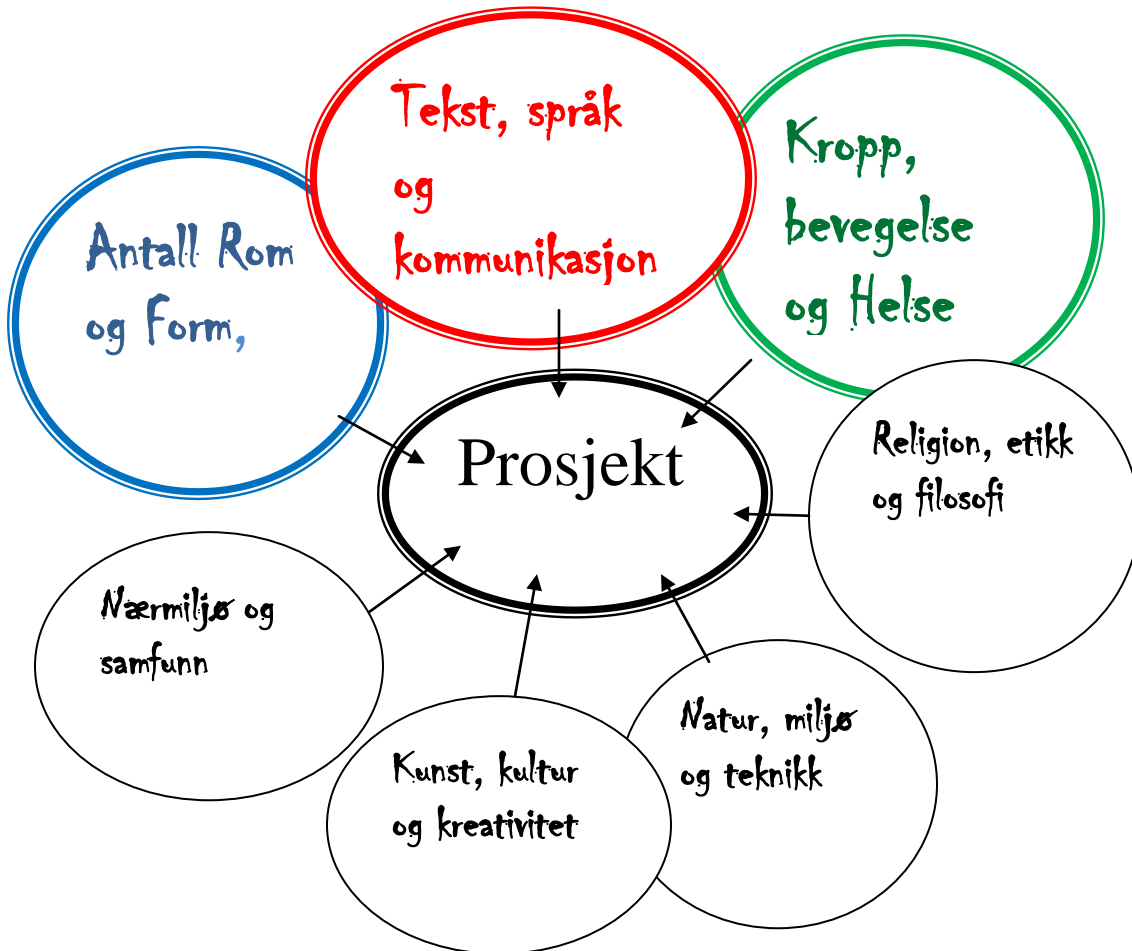 Tekst, språk
og
kommunikasjon
Kropp,
bevegelse
og Helse
Antall Rom
og Form,
Prosjekt
Religion, etikk
og filosofi
Nærmiljø og
samfunn
Natur, miljø
og teknikk
Kunst, kultur
og kreativitet